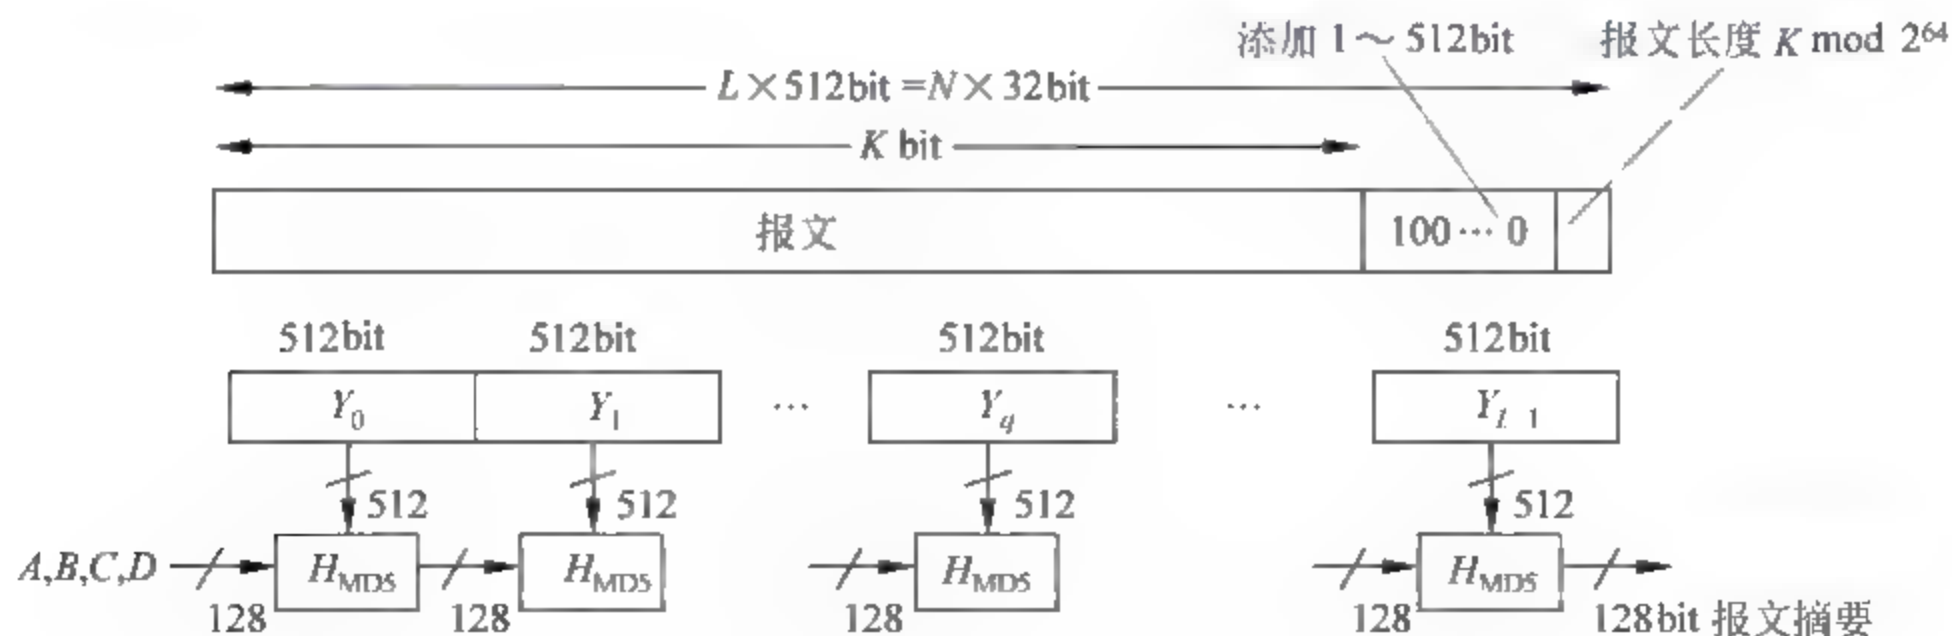 添加 1～512bit 报文长度 K mod 2⁶⁴
L×512bit =N×32bit
K bit
报文 100…0
512bit 512bit 512bit 512bit
Y₀ Y₁ … Y_q … Y_{L-1}
512 512 512 512
A,B,C,D H_MD5 H_MD5 H_MD5 H_MD5
128 128 128 128 128bit 报文摘要